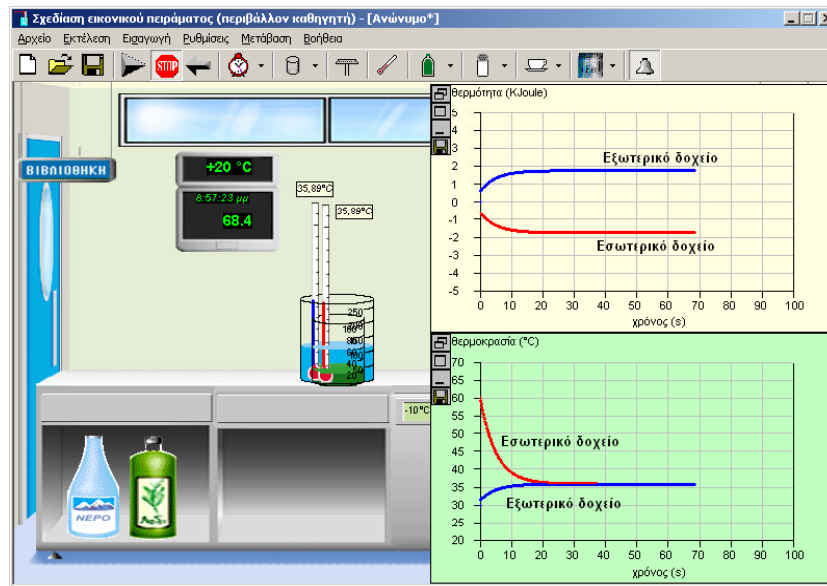 Σχεδίαση εικονικού πειράματος (περιβάλλον καθηγητή) - [Ανώνυμο*]
Αρχείο Εκτέλεση Εισαγωγή Ρυθμίσεις Μετάβαση Βοήθεια
STOP
ΒΙΒΛΙΟΘΗΚΗ
+20 °C
8:57:23 μμ
68.4
35,89°C
35,89°C
250
-10°C
ΝΕΡΟ
Λάδι
θερμότητα (KJoule)
5
4
3
2
1
0
-1
-2
-3
-4
-5
Εξωτερικό δοχείο
Εσωτερικό δοχείο
0 10 20 30 40 50 60 70 80 90 100
χρόνος (s)
θερμοκρασία (°C)
70
65
60
55
50
45
40
35
30
25
20
Εσωτερικό δοχείο
Εξωτερικό δοχείο
0 10 20 30 40 50 60 70 80 90 100
χρόνος (s)